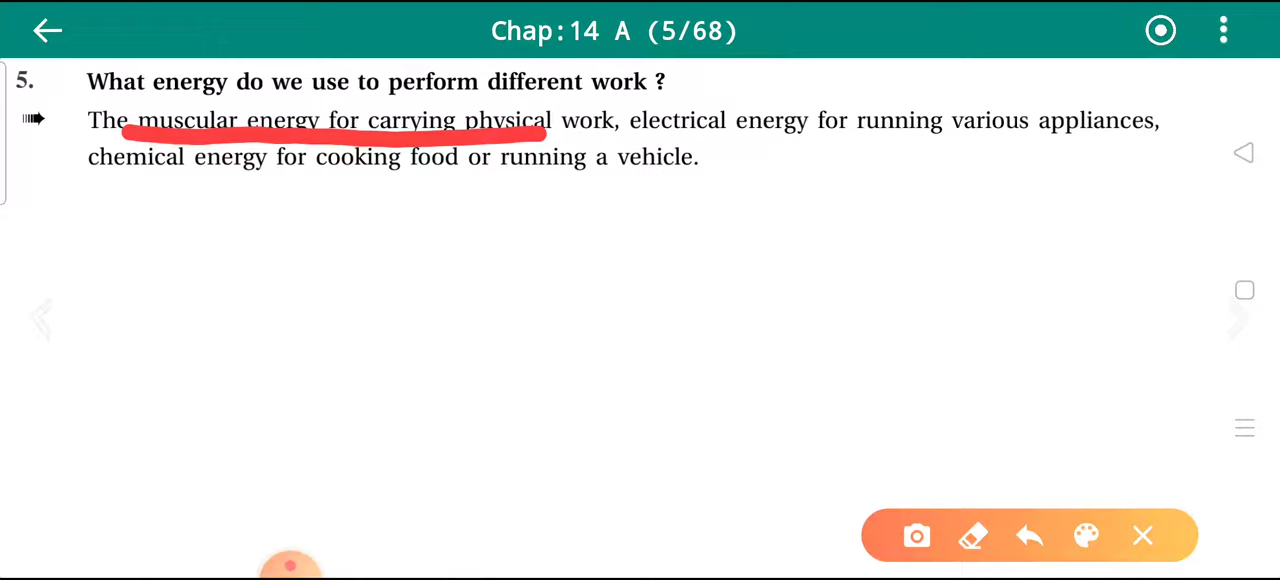 Chap:14 A (5/68)
5. What energy do we use to perform different work ?
The muscular energy for carrying physical work, electrical energy for running various appliances,
chemical energy for cooking food or running a vehicle.